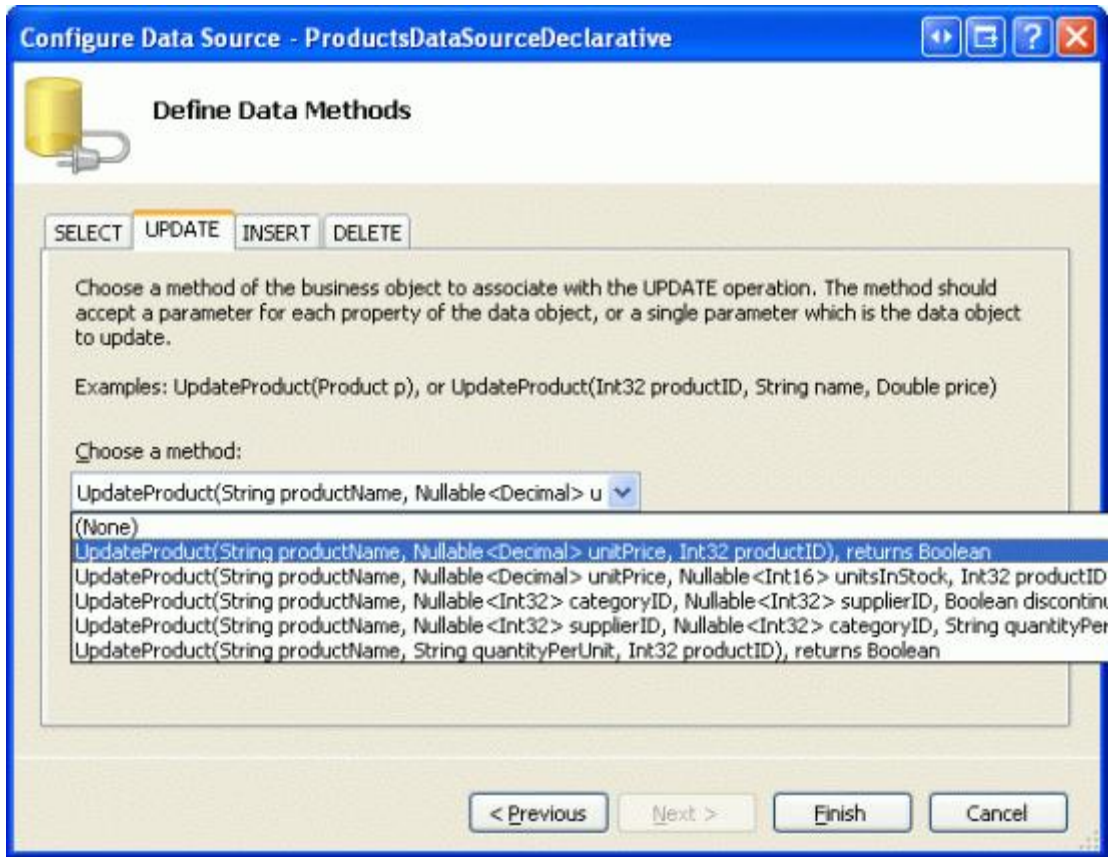 Configure Data Source - ProductsDataSourceDeclarative
Define Data Methods
SELECT UPDATE INSERT DELETE
Choose a method of the business object to associate with the UPDATE operation. The method should
accept a parameter for each property of the data object, or a single parameter which is the data object
to update.
Examples: UpdateProduct(Product p), or UpdateProduct(Int32 productID, String name, Double price)
Choose a method:
UpdateProduct(String productName, Nullable<Decimal> u
(None)
UpdateProduct(String productName, Nullable<Decimal> unitPrice, Int32 productID), returns Boolean
UpdateProduct(String productName, Nullable<Decimal> unitPrice, Nullable<Int16> unitsInStock, Int32 productID
UpdateProduct(String productName, Nullable<Int32> categoryID, Nullable<Int32> supplierID, Boolean discontinu
UpdateProduct(String productName, Nullable<Int32> supplierID, Nullable<Int32> categoryID, String quantityPer
UpdateProduct(String productName, String quantityPerUnit, Int32 productID), returns Boolean
< Previous Next > Finish Cancel